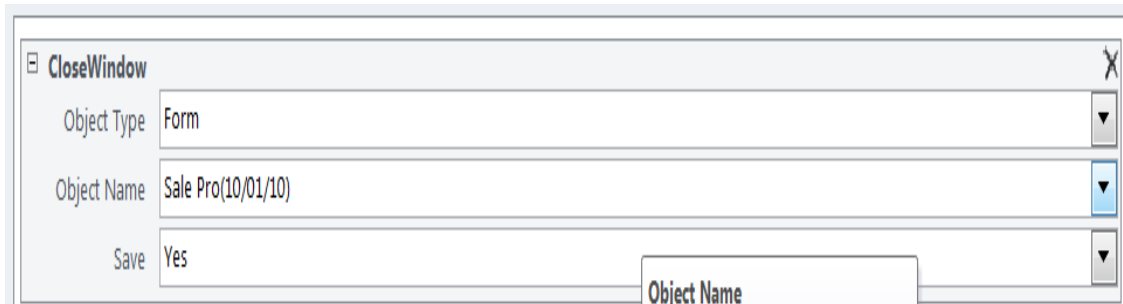 CloseWindow
Object Type Form
Object Name Sale Pro(10/01/10)
Save Yes
Object Name